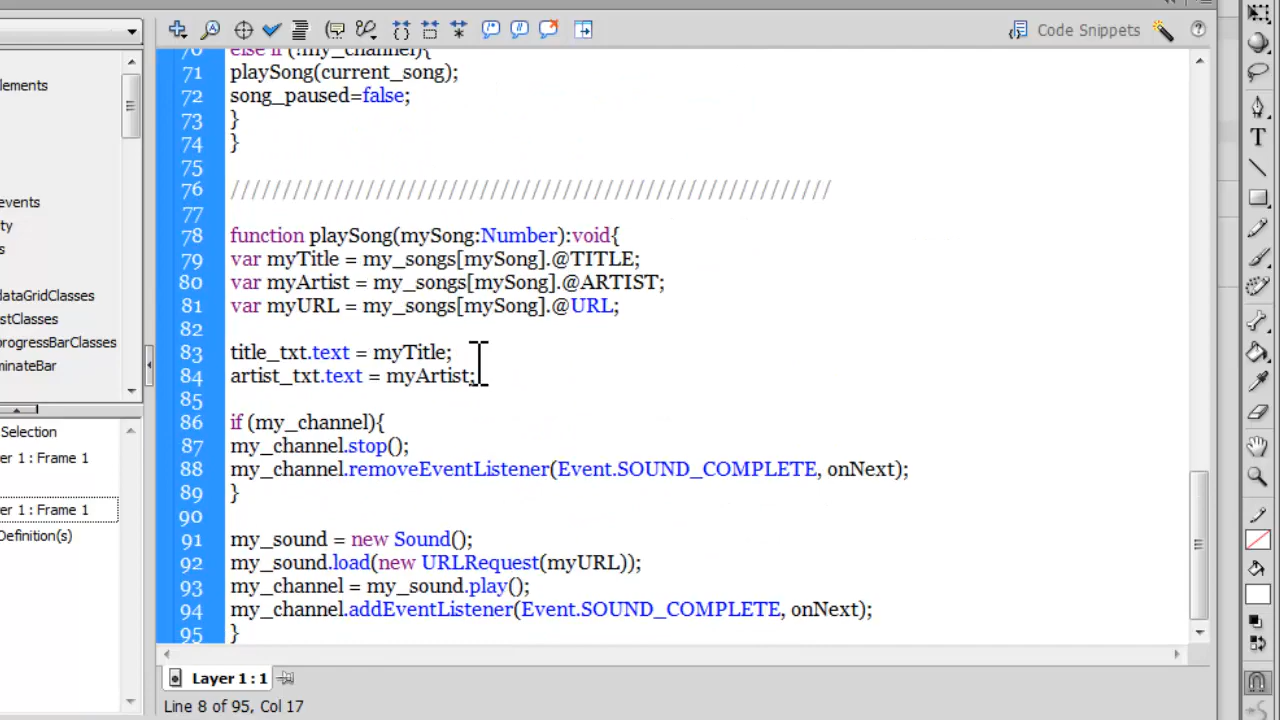 Code Snippets
70 else if (!my_channel){
71 playSong(current_song);
72 song_paused=false;
73 }
74 }
75
76 ////////////////////////////////////////////////////////////
77
78 function playSong(mySong:Number):void{
79 var myTitle = my_songs[mySong].@TITLE;
80 var myArtist = my_songs[mySong].@ARTIST;
81 var myURL = my_songs[mySong].@URL;
82
83 title_txt.text = myTitle;
84 artist_txt.text = myArtist;
85
86 if (my_channel){
87 my_channel.stop();
88 my_channel.removeEventListener(Event.SOUND_COMPLETE, onNext);
89 }
90
91 my_sound = new Sound();
92 my_sound.load(new URLRequest(myURL));
93 my_channel = my_sound.play();
94 my_channel.addEventListener(Event.SOUND_COMPLETE, onNext);
95 }
lements
events
ty
s
dataGridClasses
stClasses
progressBarClasses
minateBar
Selection
er 1 : Frame 1
er 1 : Frame 1
Definition(s)
Layer 1 : 1
Line 8 of 95, Col 17